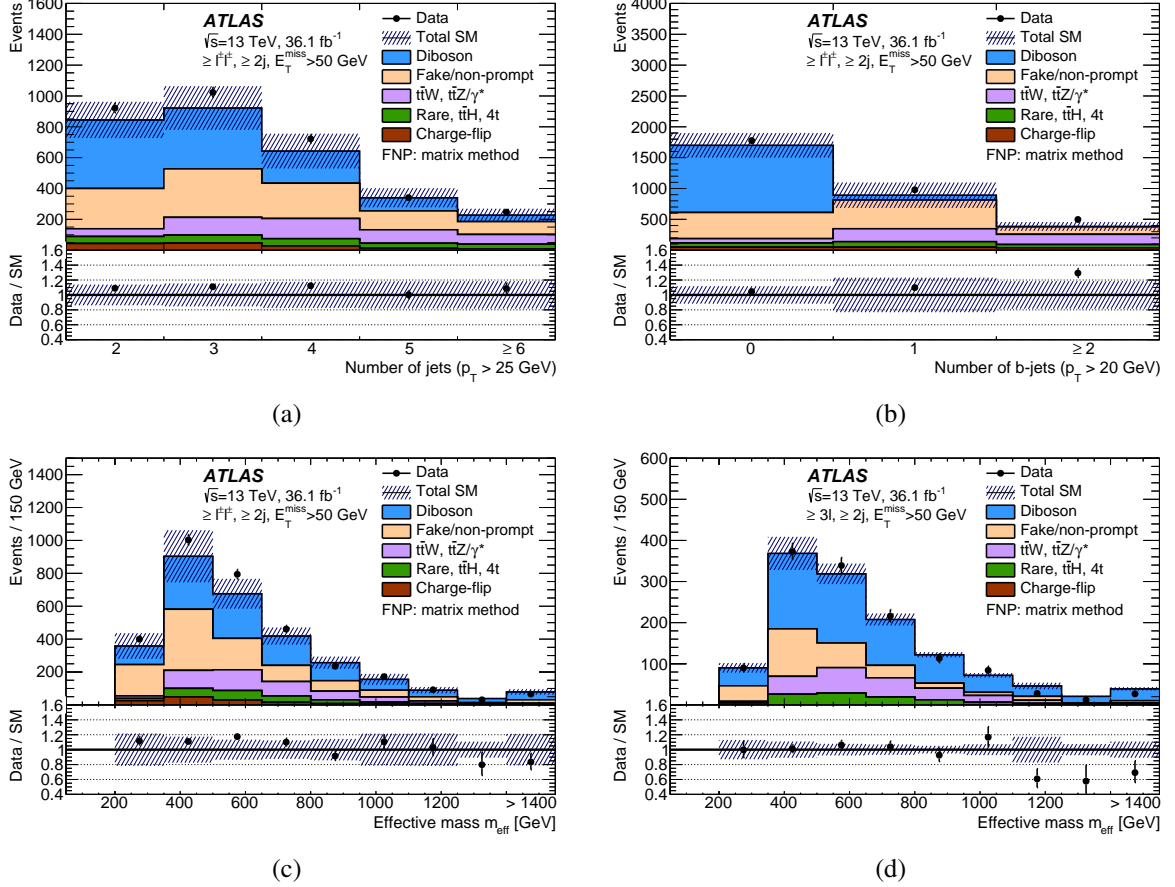 Events
1600
1400
1200
1000
800
600
400
200
ATLAS
√s=13 TeV, 36.1 fb⁻¹
≥ l±l±, ≥ 2j, E_T^miss>50 GeV
Data
Total SM
Diboson
Fake/non-prompt
tt̄W, tt̄Z/γ*
Rare, tt̄H, 4t
Charge-flip
FNP: matrix method
Data / SM
1.6
1.4
1.2
1
0.8
0.6
0.4
2 3 4 5 ≥ 6
Number of jets (p_T > 25 GeV)
(a)
Events
4000
3500
3000
2500
2000
1500
1000
500
ATLAS
√s=13 TeV, 36.1 fb⁻¹
≥ l±l±, ≥ 2j, E_T^miss>50 GeV
Data
Total SM
Diboson
Fake/non-prompt
tt̄W, tt̄Z/γ*
Rare, tt̄H, 4t
Charge-flip
FNP: matrix method
Data / SM
1.6
1.4
1.2
1
0.8
0.6
0.4
0 1 ≥ 2
Number of b-jets (p_T > 20 GeV)
(b)
Events / 150 GeV
1400
1200
1000
800
600
400
200
ATLAS
√s=13 TeV, 36.1 fb⁻¹
≥ l±l±, ≥ 2j, E_T^miss>50 GeV
Data
Total SM
Diboson
Fake/non-prompt
tt̄W, tt̄Z/γ*
Rare, tt̄H, 4t
Charge-flip
FNP: matrix method
Data / SM
1.6
1.4
1.2
1
0.8
0.6
0.4
200 400 600 800 1000 1200 > 1400
Effective mass m_eff [GeV]
(c)
Events / 150 GeV
600
500
400
300
200
100
ATLAS
√s=13 TeV, 36.1 fb⁻¹
≥ 3l, ≥ 2j, E_T^miss>50 GeV
Data
Total SM
Diboson
Fake/non-prompt
tt̄W, tt̄Z/γ*
Rare, tt̄H, 4t
Charge-flip
FNP: matrix method
Data / SM
1.6
1.4
1.2
1
0.8
0.6
0.4
200 400 600 800 1000 1200 > 1400
Effective mass m_eff [GeV]
(d)